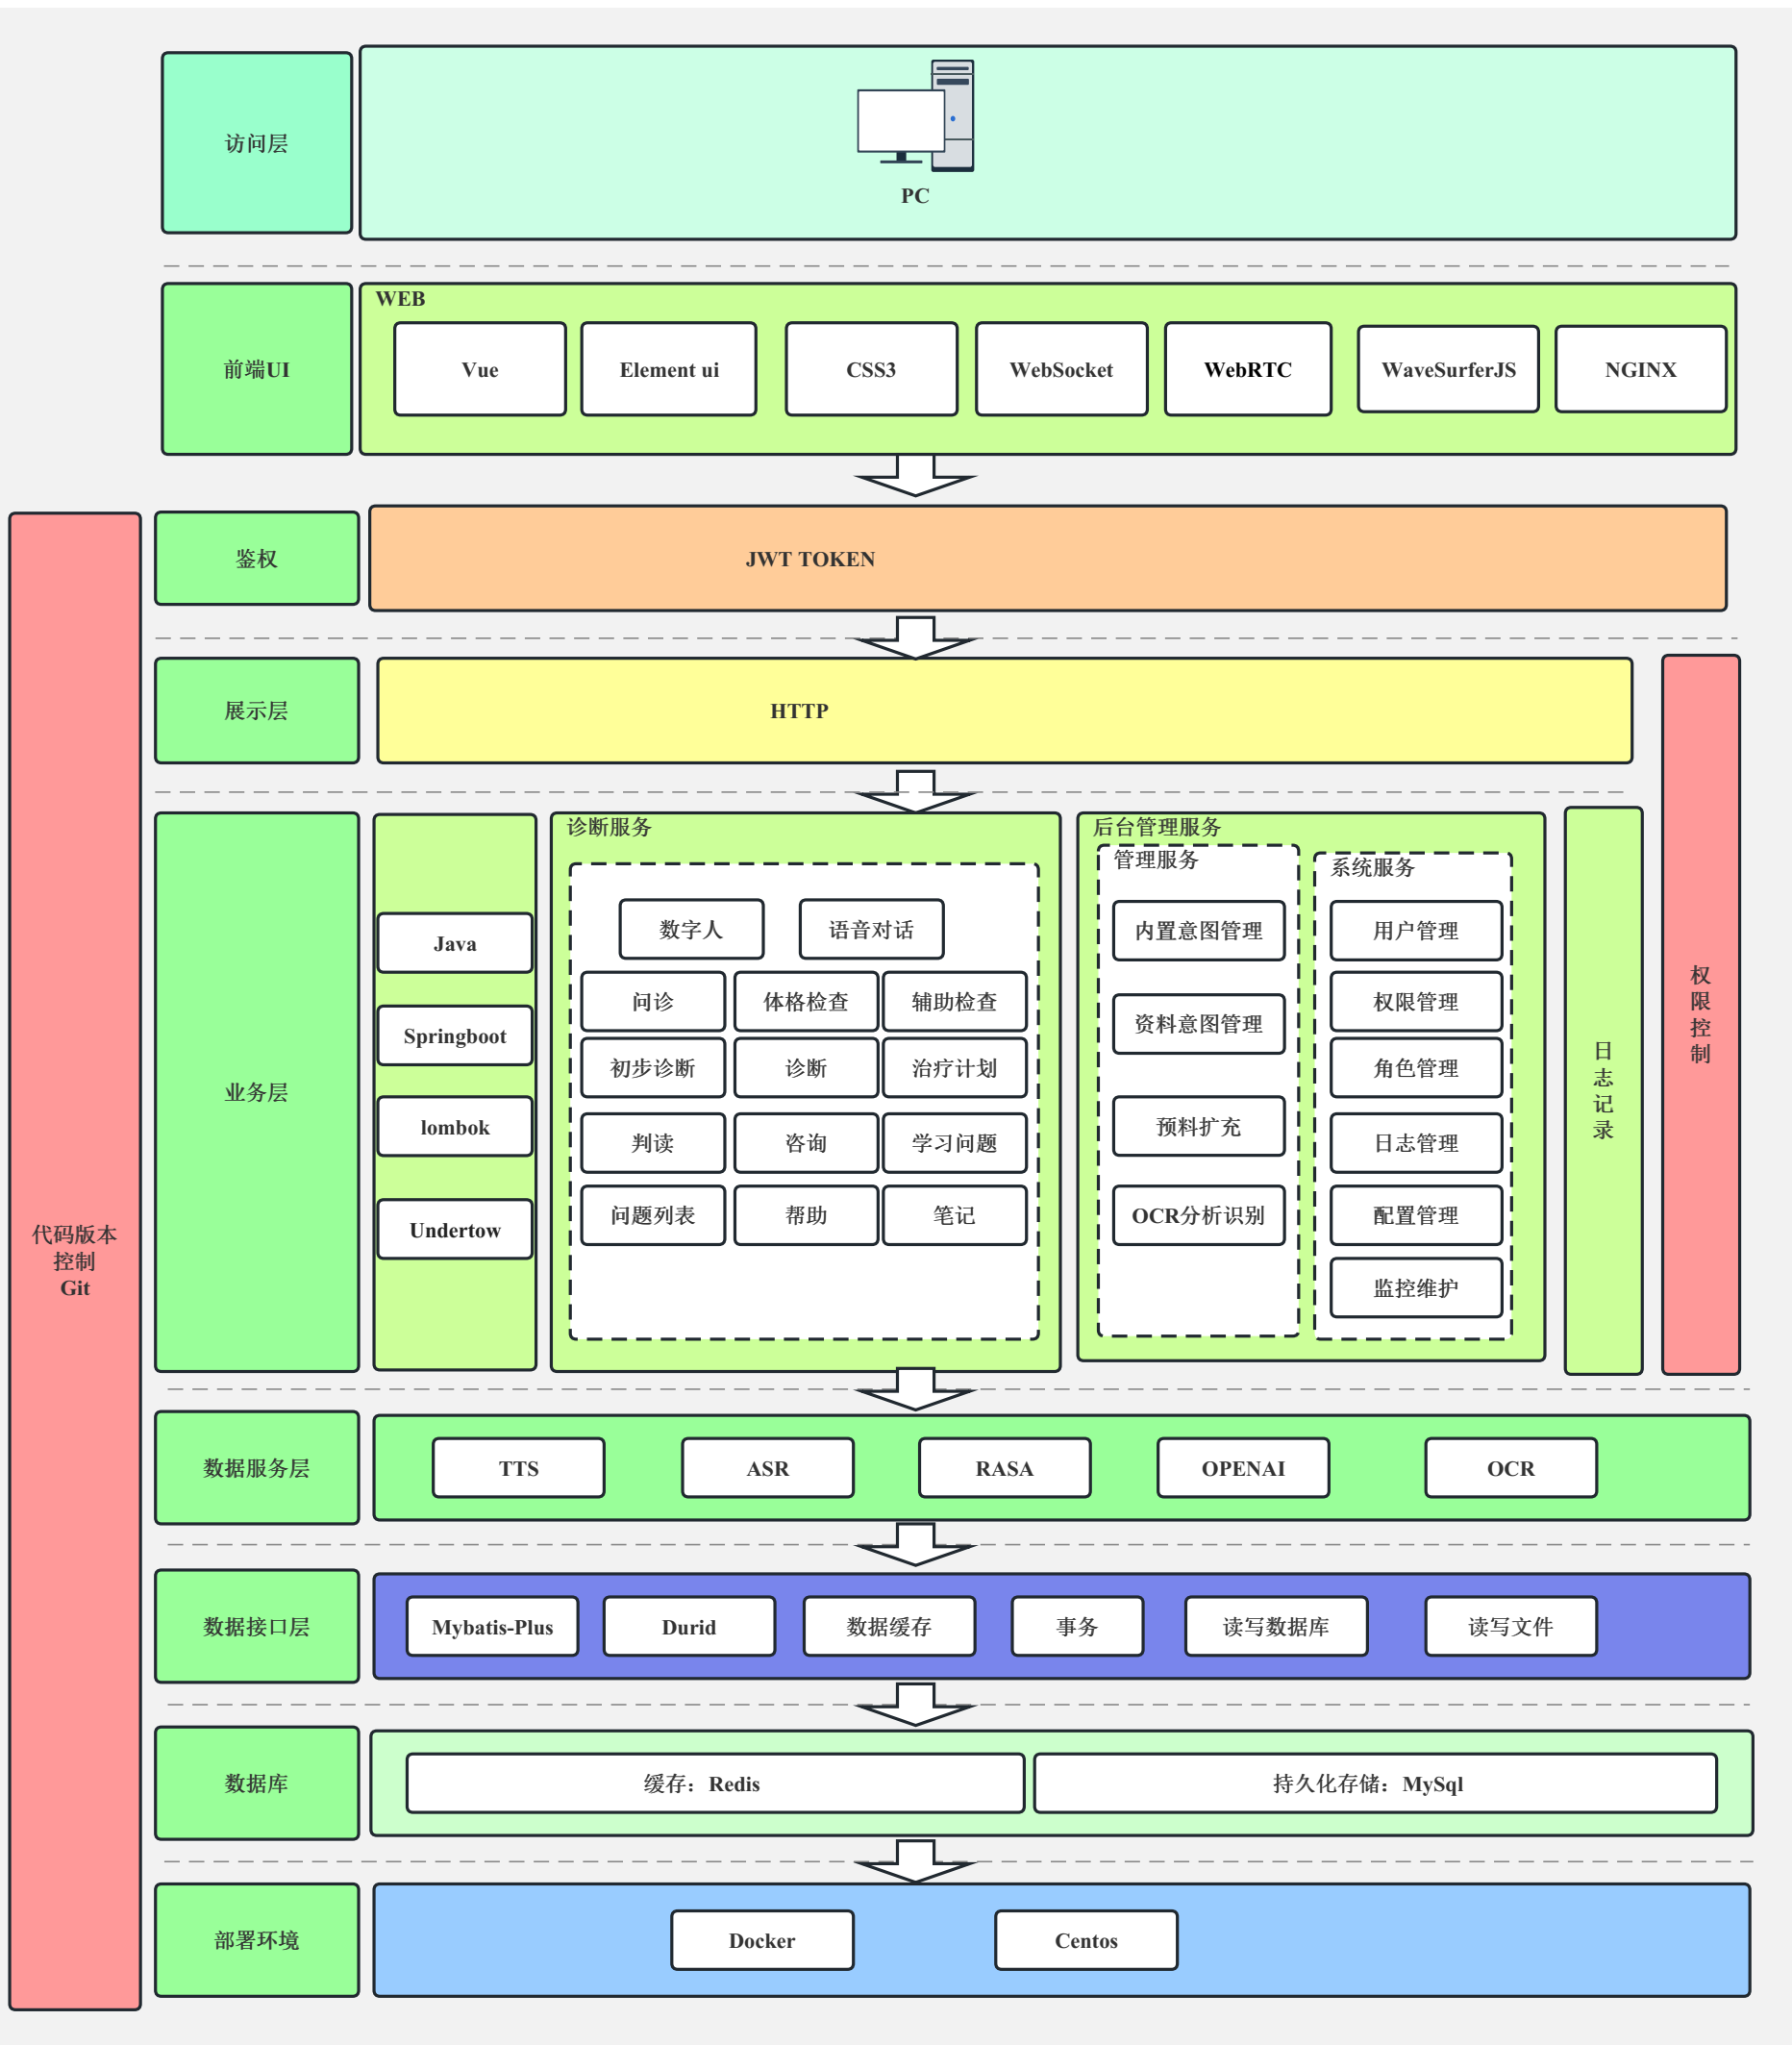 访问层
PC
前端UI
WEB
Vue
Element ui
CSS3
WebSocket
WebRTC
WaveSurferJS
NGINX
代码版本
控制
Git
鉴权
JWT TOKEN
展示层
HTTP
权
限
控
制
业务层
Java
Springboot
lombok
Undertow
诊断服务
数字人
语音对话
问诊
体格检查
辅助检查
初步诊断
诊断
治疗计划
判读
咨询
学习问题
问题列表
帮助
笔记
后台管理服务
管理服务
内置意图管理
资料意图管理
预料扩充
OCR分析识别
系统服务
用户管理
权限管理
角色管理
日志管理
配置管理
监控维护
日
志
记
录
数据服务层
TTS
ASR
RASA
OPENAI
OCR
数据接口层
Mybatis-Plus
Durid
数据缓存
事务
读写数据库
读写文件
数据库
缓存：Redis
持久化存储：MySql
部署环境
Docker
Centos